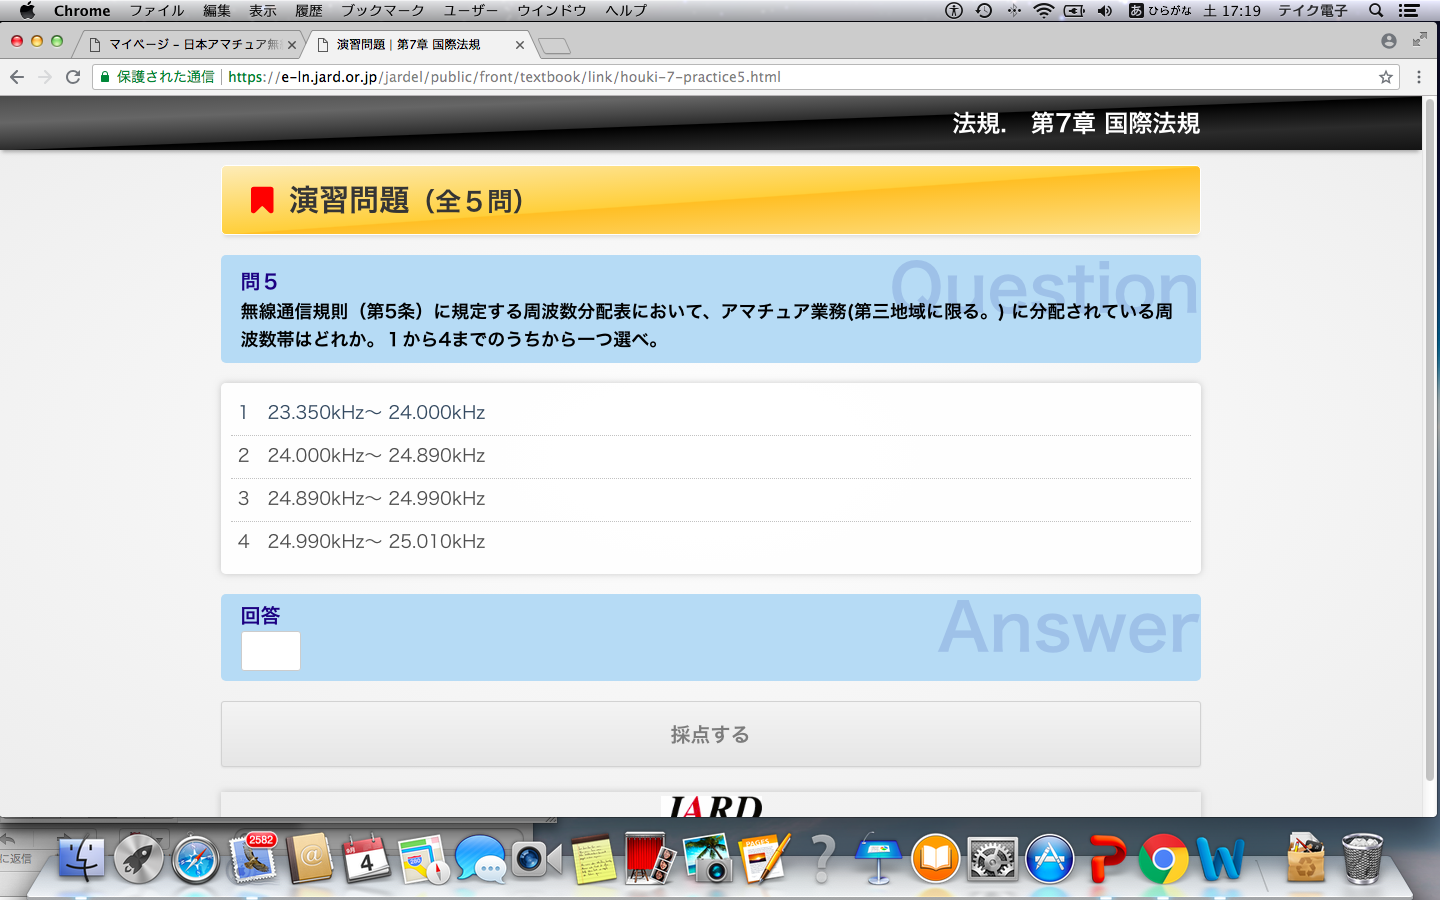 Chrome ファイル 編集 表示 履歴 ブックマーク ユーザー ウインドウ ヘルプ あ ひらがな 土 17:19 テイク電子
マイページ – 日本アマチュア無
演習問題 | 第7章 国際法規
保護された通信 https://e-ln.jard.or.jp/jardel/public/front/textbook/link/houki-7-practice5.html
法規. 第7章 国際法規
演習問題（全５問）
Question
問５
無線通信規則（第5条）に規定する周波数分配表において、アマチュア業務(第三地域に限る。) に分配されている周
波数帯はどれか。１から4までのうちから一つ選べ。
1 23.350kHz～ 24.000kHz
2 24.000kHz～ 24.890kHz
3 24.890kHz～ 24.990kHz
4 24.990kHz～ 25.010kHz
Answer
回答
採点する
JARD
に返信
2582
9月
4
280
PAGES